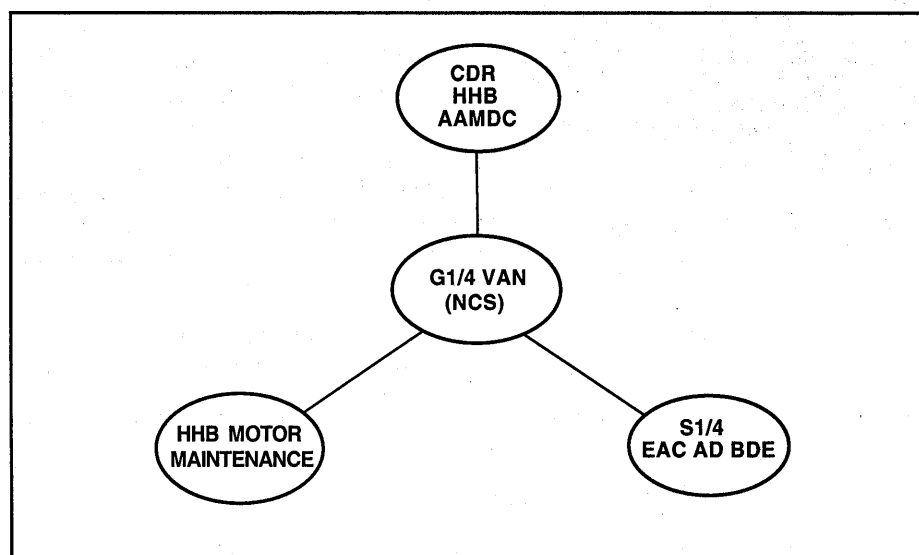 CDR
HHB
AAMDC
G1/4 VAN
(NCS)
HHB MOTOR
MAINTENANCE
S1/4
EAC AD BDE